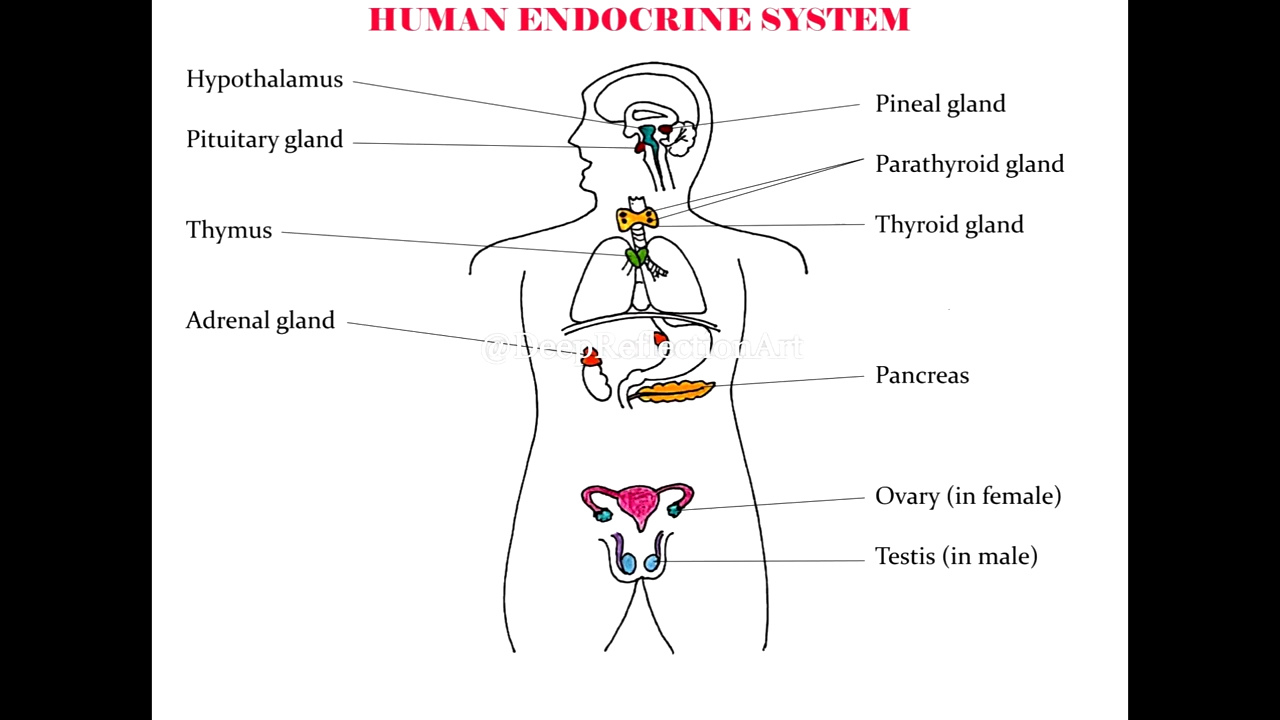 HUMAN ENDOCRINE SYSTEM
Hypothalamus
Pineal gland
Pituitary gland
Parathyroid gland
Thymus
Thyroid gland
Adrenal gland
@DeepReflectionArt
Pancreas
Ovary (in female)
Testis (in male)